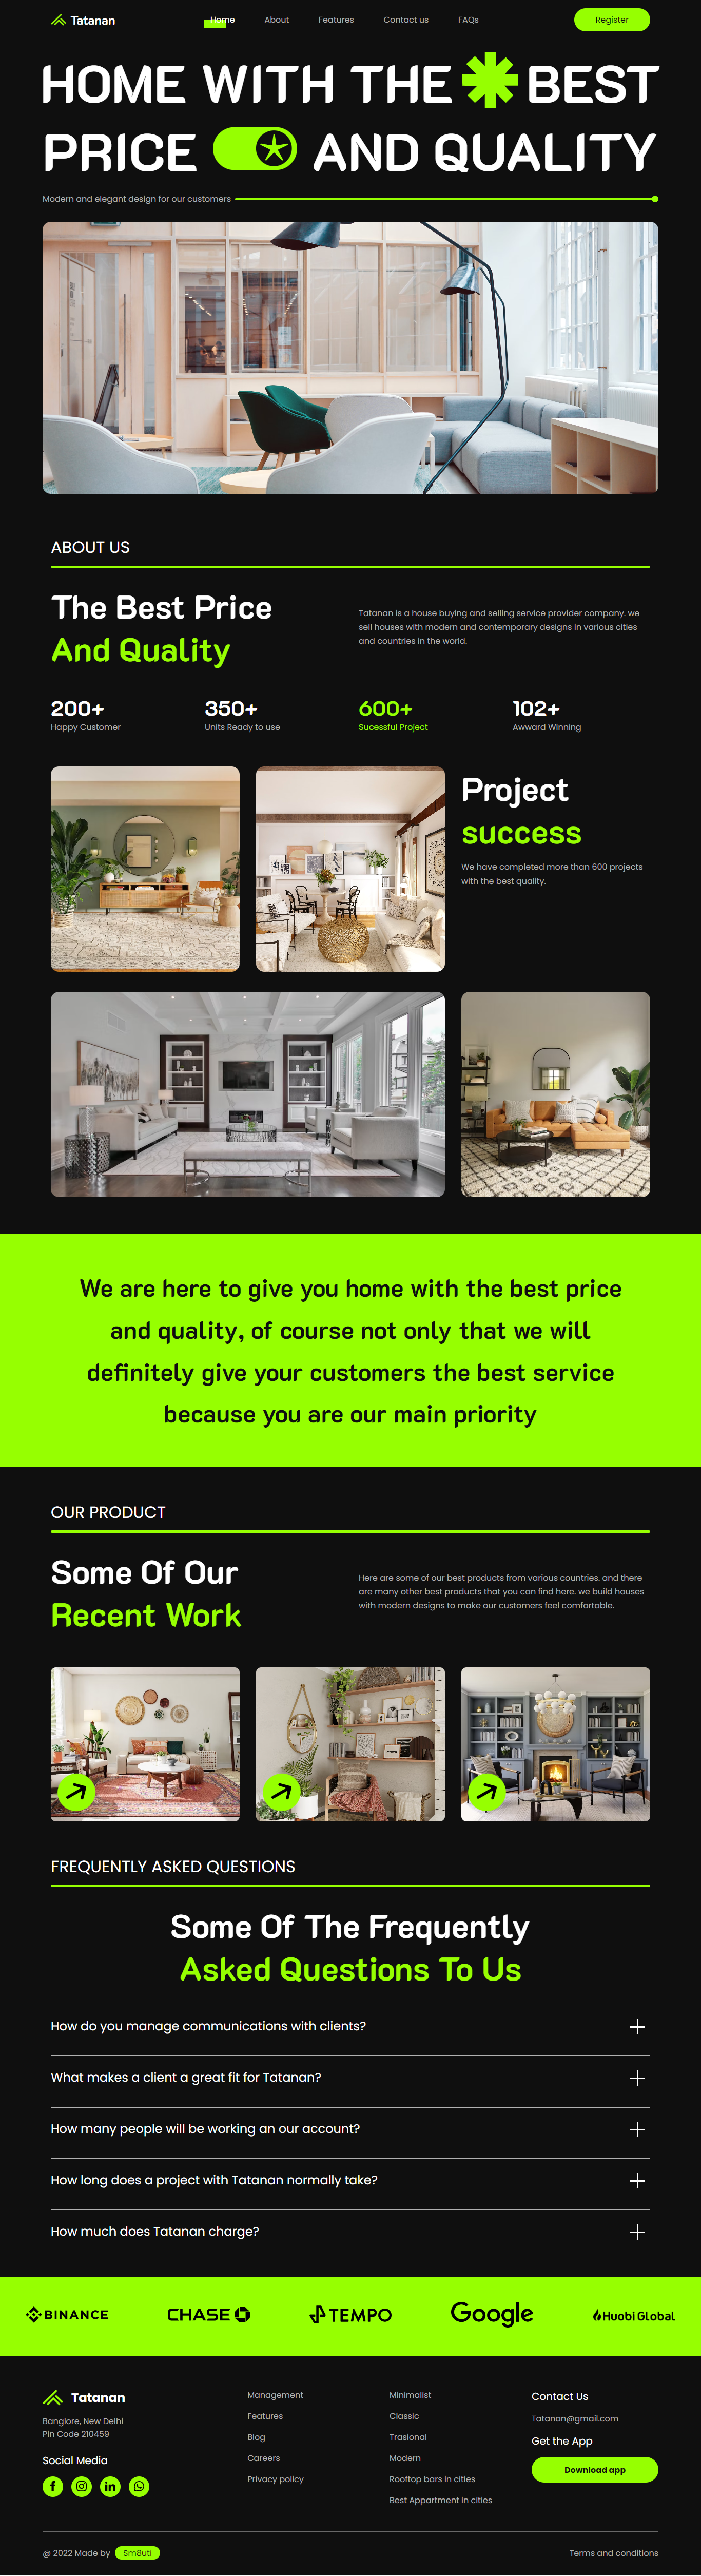 Tatanan
Home About Features Contact us FAQs Register
HOME WITH THE BEST
PRICE AND QUALITY
Modern and elegant design for our customers
ABOUT US
The Best Price
And Quality
Tatanan is a house buying and selling service provider company. we
sell houses with modern and contemporary designs in various cities
and countries in the world.
200+ 350+ 600+ 102+
Happy Customer Units Ready to use Sucessful Project Awward Winning
Project
success
We have completed more than 600 projects
with the best quality.
We are here to give you home with the best price
and quality, of course not only that we will
definitely give your customers the best service
because you are our main priority
OUR PRODUCT
Some Of Our
Recent Work
Here are some of our best products from various countries. and there
are many other best products that you can find here. we build houses
with modern designs to make our customers feel comfortable.
FREQUENTLY ASKED QUESTIONS
Some Of The Frequently
Asked Questions To Us
How do you manage communications with clients?
What makes a client a great fit for Tatanan?
How many people will be working an our account?
How long does a project with Tatanan normally take?
How much does Tatanan charge?
BINANCE CHASE TEMPO Google Huobi Global
Tatanan
Banglore, New Delhi
Pin Code 210459
Social Media
Management
Features
Blog
Careers
Privacy policy
Minimalist
Classic
Trasional
Modern
Rooftop bars in cities
Best Appartment in cities
Contact Us
Tatanan@gmail.com
Get the App
Download app
@ 2022 Made by Sm8uti
Terms and conditions